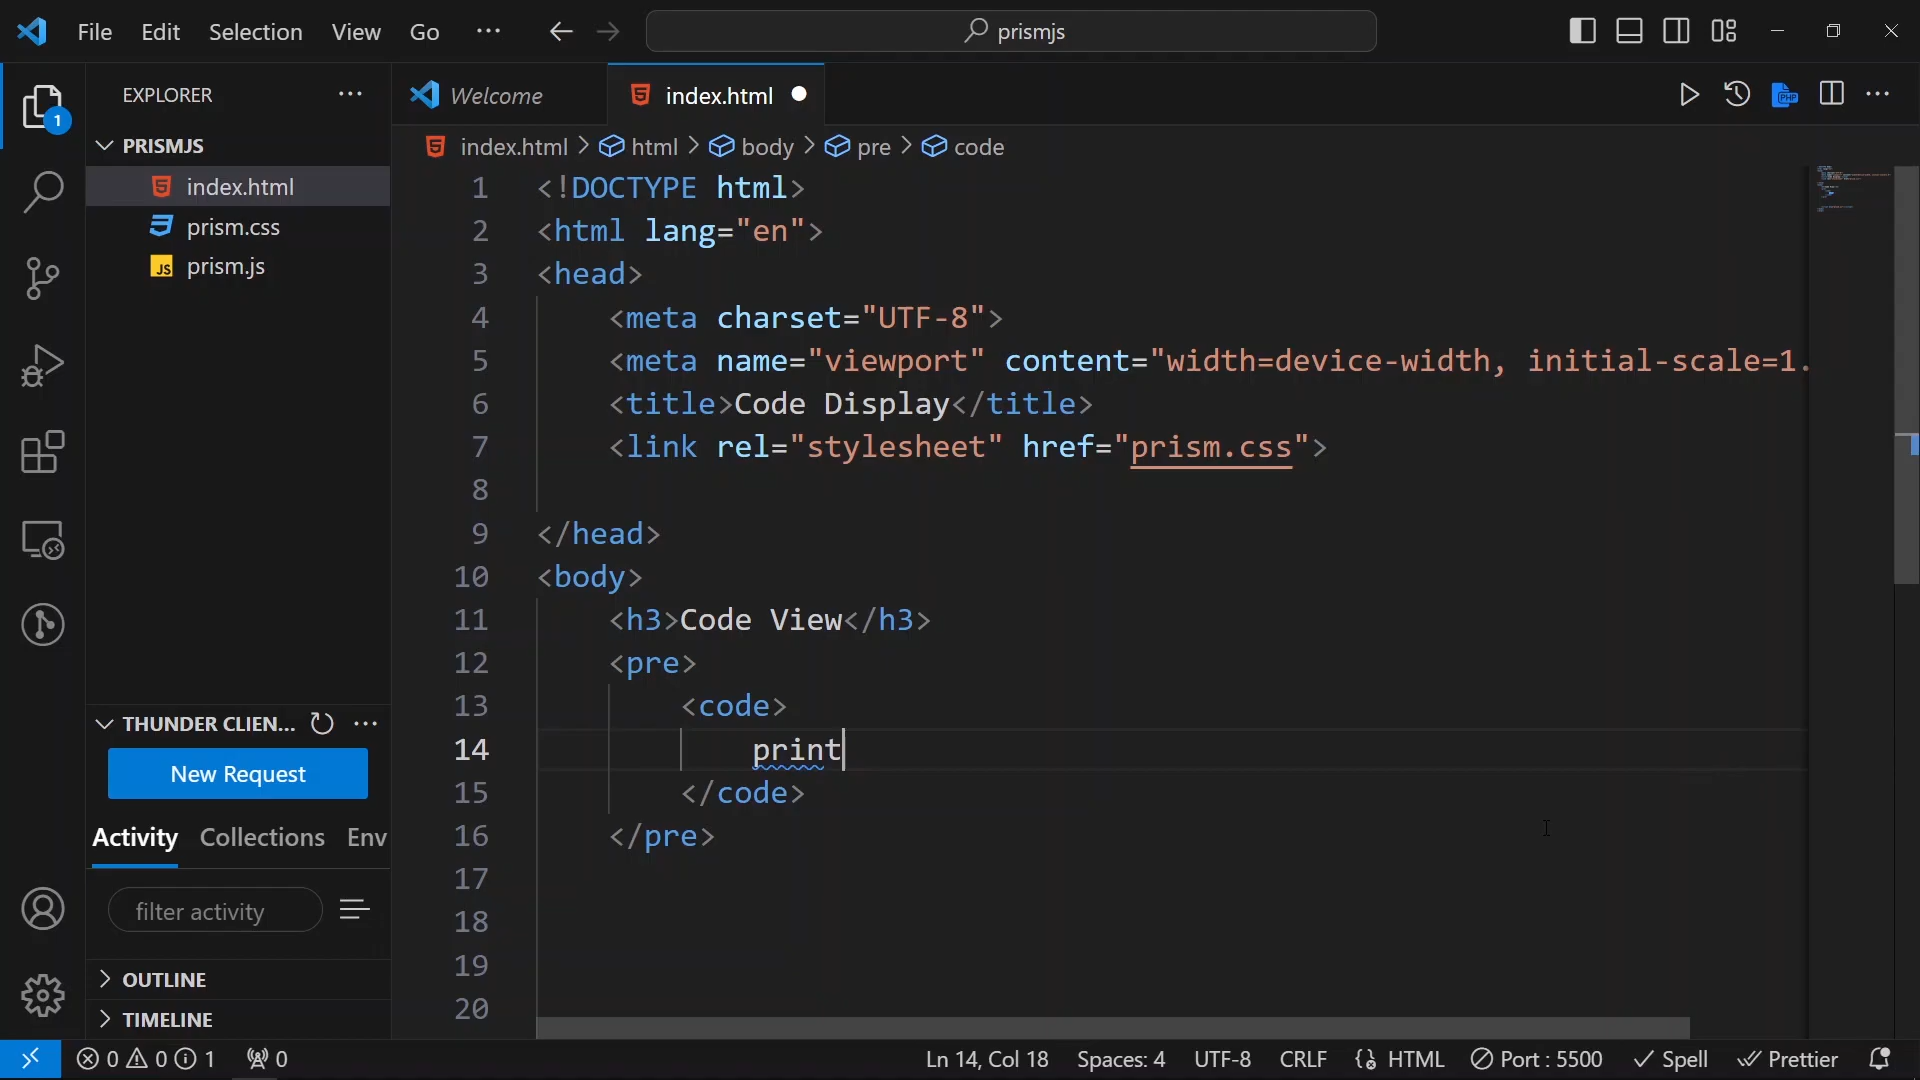 File Edit Selection View Go ··· prismjs
EXPLORER ···
1
PRISMJS
index.html
prism.css
JS prism.js
THUNDER CLIEN... ···
New Request
Activity Collections Env
filter activity
OUTLINE
TIMELINE
Welcome index.html
PHP ···
index.html > html > body > pre > code
1 <!DOCTYPE html>
2 <html lang="en">
3 <head>
4 <meta charset="UTF-8">
5 <meta name="viewport" content="width=device-width, initial-scale=1.
6 <title>Code Display</title>
7 <link rel="stylesheet" href="prism.css">
8
9 </head>
10 <body>
11 <h3>Code View</h3>
12 <pre>
13 <code>
14 print
15 </code>
16 </pre>
17
18
19
20
0 0 1 0 Ln 14, Col 18 Spaces: 4 UTF-8 CRLF HTML Port : 5500 Spell Prettier